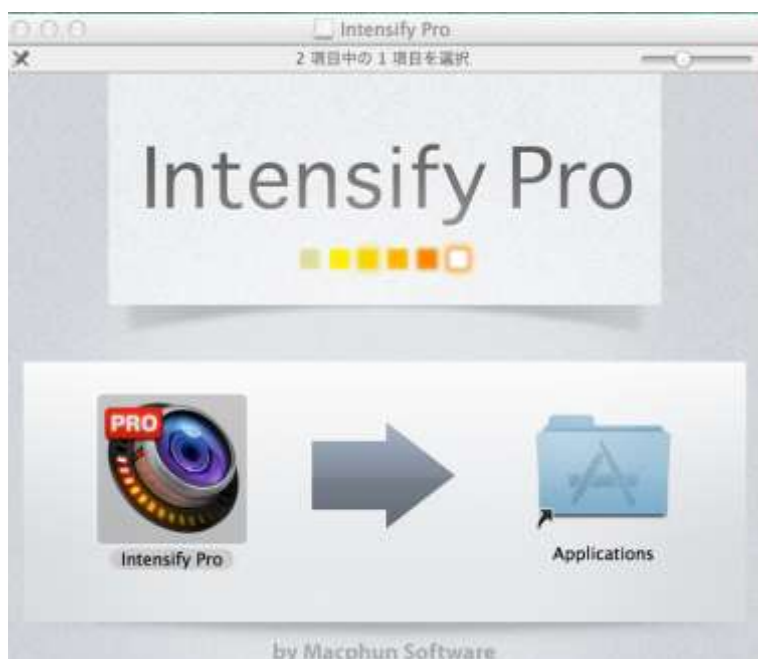 Intensify Pro
2 項目中の 1 項目を選択
Intensify Pro
PRO
Intensify Pro
Applications
by Macphun Software